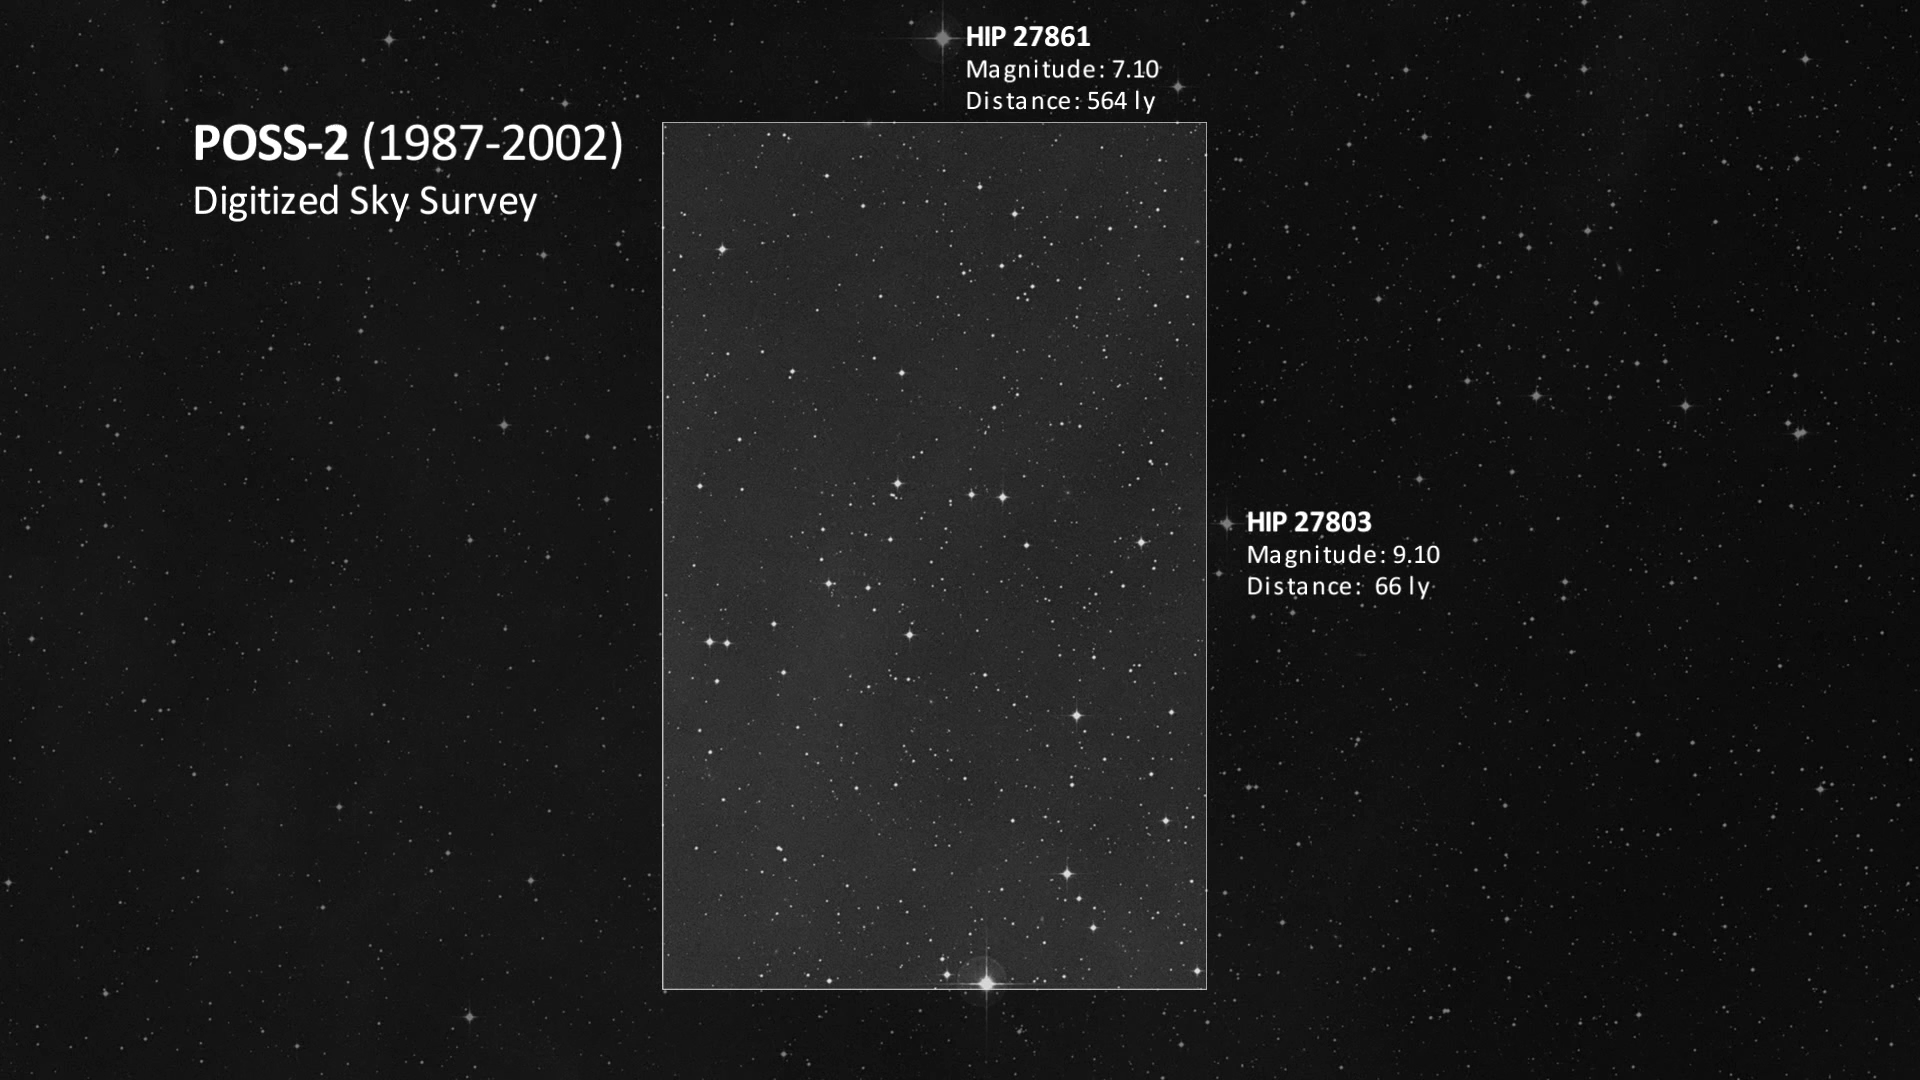 HIP 27861
Magnitude: 7.10
Distance: 564 ly
POSS-2 (1987-2002)
Digitized Sky Survey
HIP 27803
Magnitude: 9.10
Distance: 66 ly